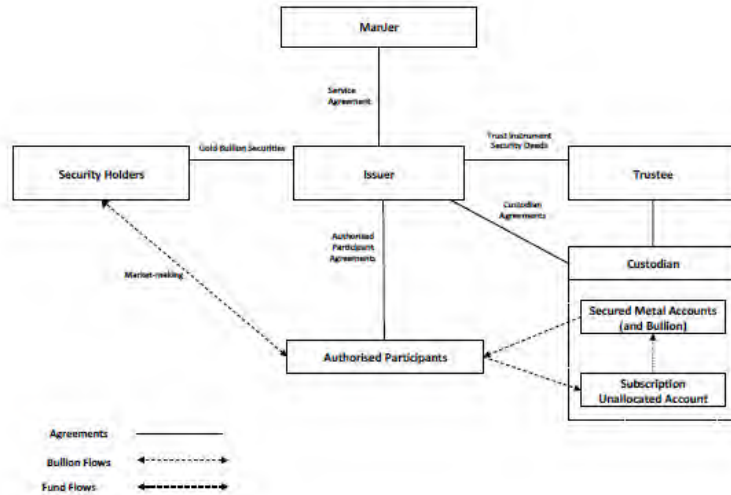 ManJer
Service
Agreement
Gold Bullion Securities
Trust Instrument
Security Deeds
Security Holders
Issuer
Trustee
Custodian
Agreements
Authorised
Participant
Agreements
Custodian
Market-making
Secured Metal Accounts
(and Bullion)
Authorised Participants
Subscription
Unallocated Account
Agreements
Bullion Flows
Fund Flows